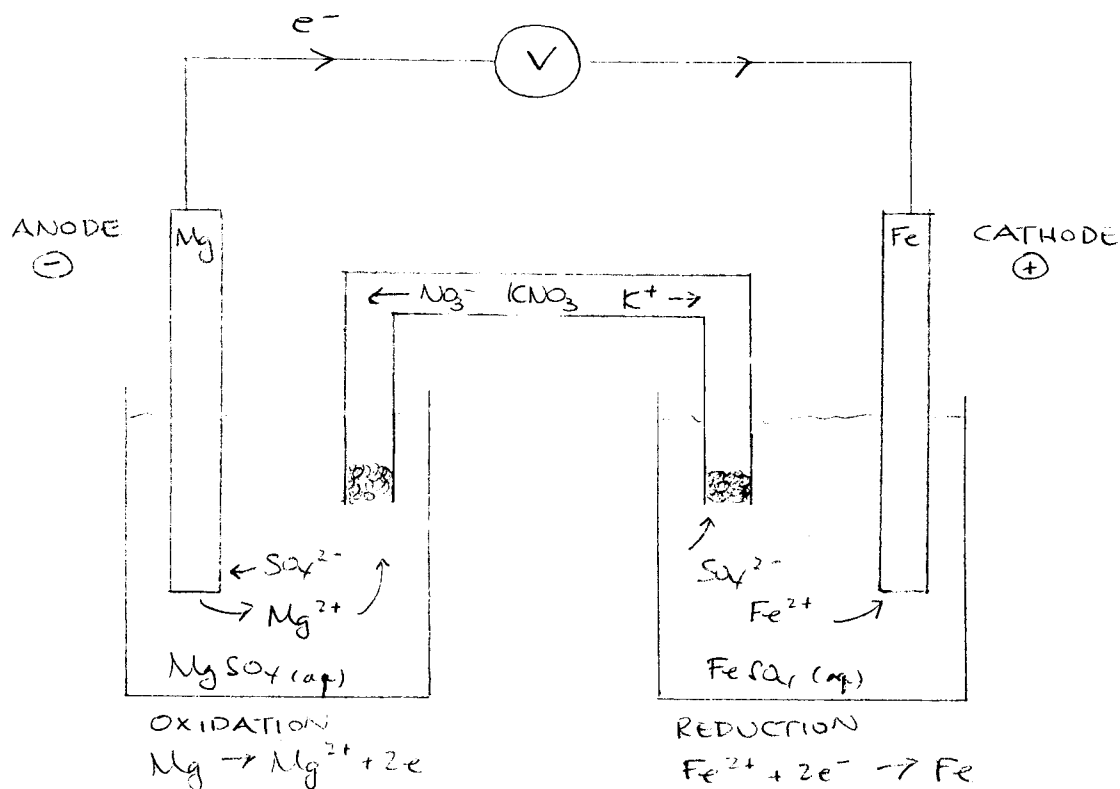 e⁻
V
ANODE
⊖
Mg
Fe
CATHODE
⊕
← NO₃⁻ KNO₃ K⁺ →
← SO₄²⁻
→ Mg²⁺
MgSO₄ (aq)
SO₄²⁻
Fe²⁺
FeSO₄ (aq)
OXIDATION
Mg → Mg²⁺ + 2e
REDUCTION
Fe²⁺ + 2e⁻ → Fe